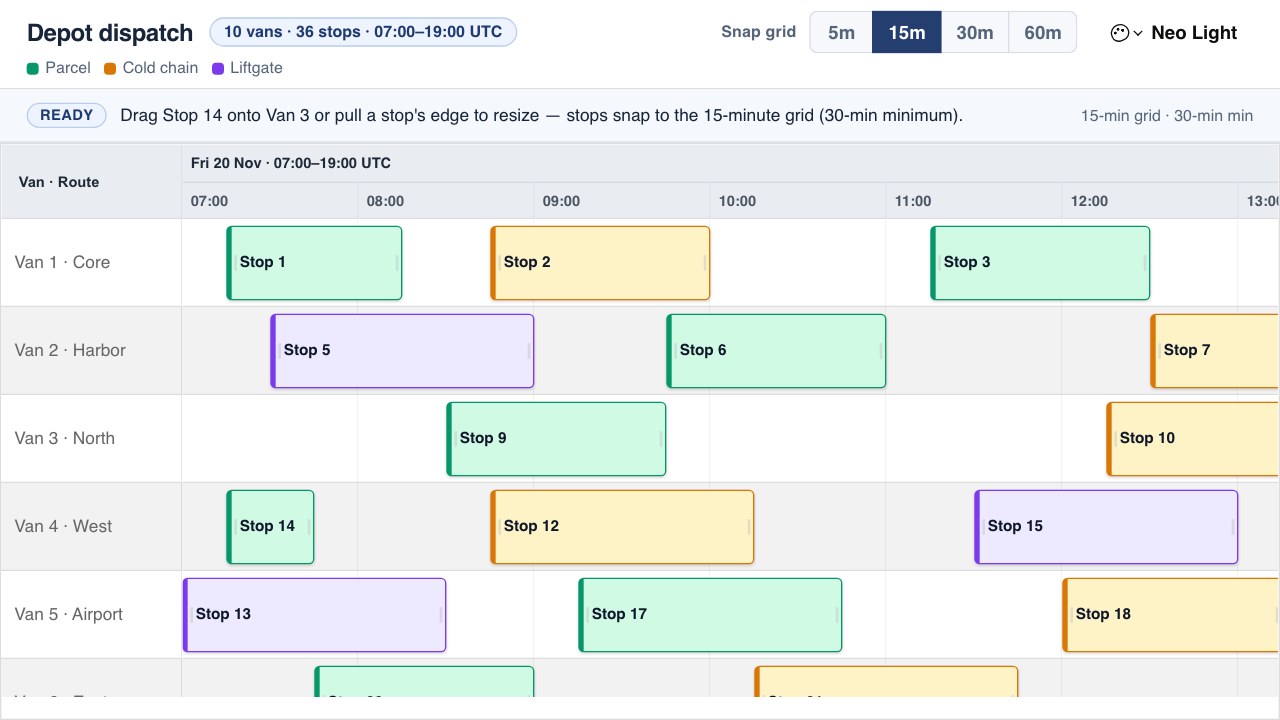 Depot dispatch
10 vans · 36 stops · 07:00–19:00 UTC
Snap grid
5m 15m 30m 60m
Neo Light
Parcel Cold chain Liftgate
READY Drag Stop 14 onto Van 3 or pull a stop's edge to resize — stops snap to the 15-minute grid (30-min minimum). 15-min grid · 30-min min
Van · Route
Fri 20 Nov · 07:00–19:00 UTC
07:00 08:00 09:00 10:00 11:00 12:00
Van 1 · Core Stop 1 Stop 2 Stop 3
Van 2 · Harbor Stop 5 Stop 6 Stop 7
Van 3 · North Stop 9 Stop 10
Van 4 · West Stop 14 Stop 12 Stop 15
Van 5 · Airport Stop 13 Stop 17 Stop 18